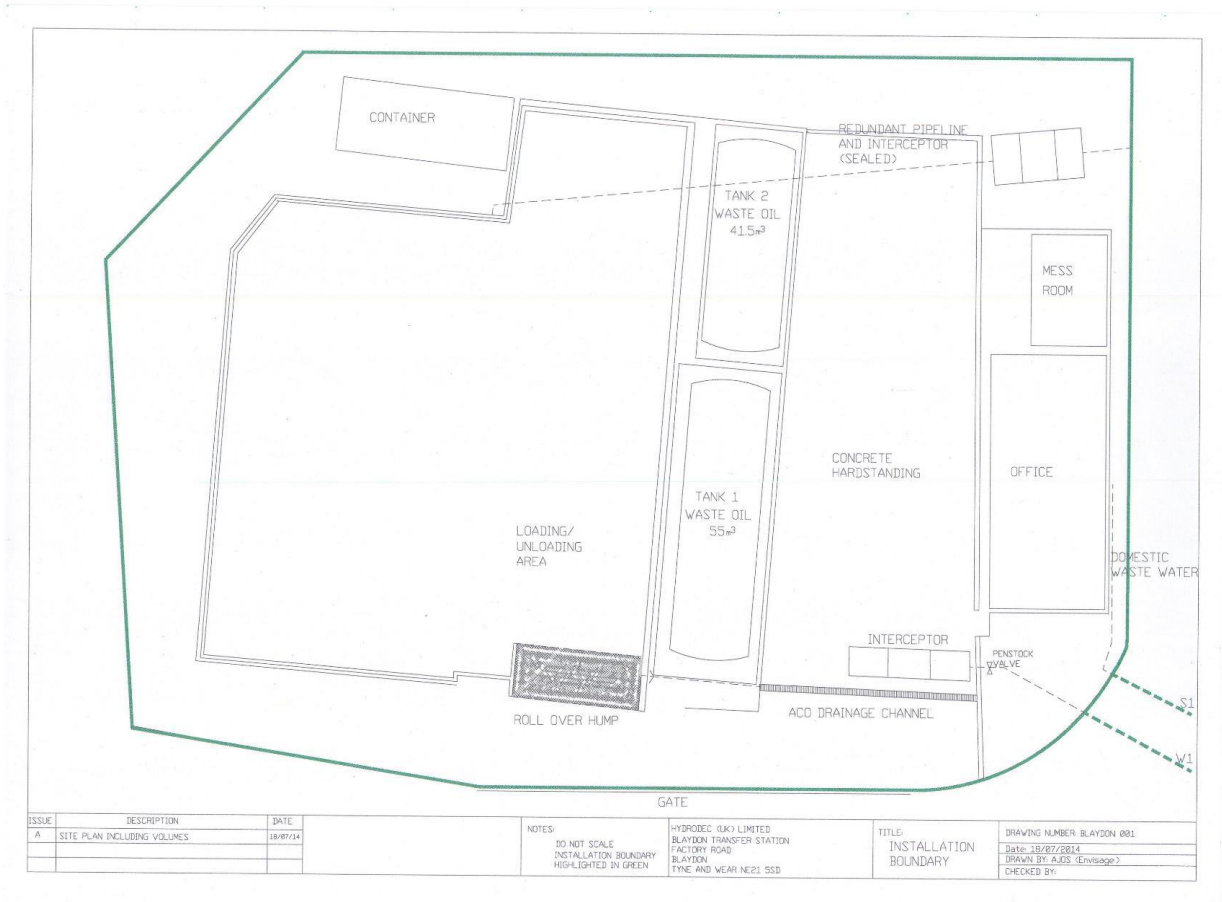 CONTAINER
REDUNDANT PIPELINE
AND INTERCEPTOR
(SEALED)
TANK 2
WASTE OIL
41.5m³
MESS
ROOM
CONCRETE
HARDSTANDING
OFFICE
TANK 1
WASTE OIL
55m³
LOADING/
UNLOADING
AREA
DOMESTIC
WASTE WATER
INTERCEPTOR
PENSTOCK
VALVE
ROLL OVER HUMP
ACO DRAINAGE CHANNEL
S1
W1
GATE
ISSUE DESCRIPTION DATE
A SITE PLAN INCLUDING VOLUMES 18/07/14
NOTES:
DO NOT SCALE
INSTALLATION BOUNDARY
HIGHLIGHTED IN GREEN
HYDRODEC (UK) LIMITED
BLAYDON TRANSFER STATION
FACTORY ROAD
BLAYDON
TYNE AND WEAR NE21 5SD
TITLE:
INSTALLATION
BOUNDARY
DRAWING NUMBER: BLAYDON 001
Date: 18/07/2014
DRAWN BY: AJOS (Envisage)
CHECKED BY: